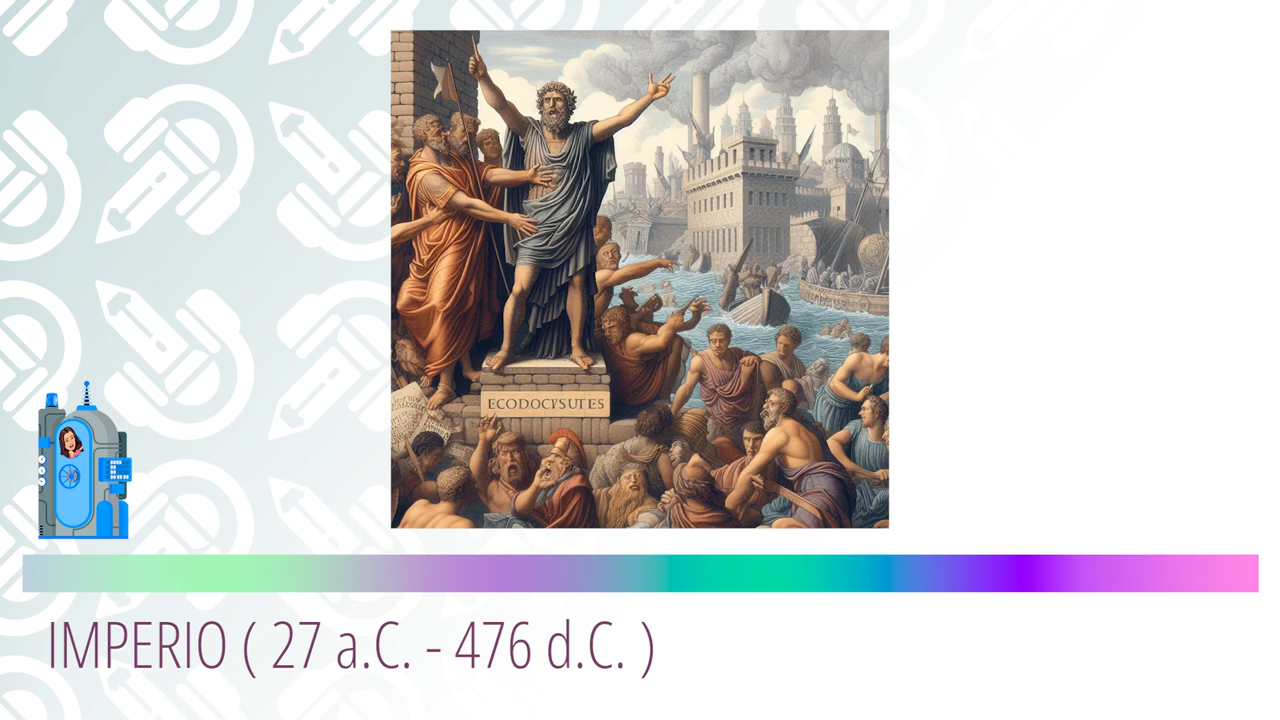 ECODOCYSUTES
IMPERIO ( 27 a.C. - 476 d.C. )